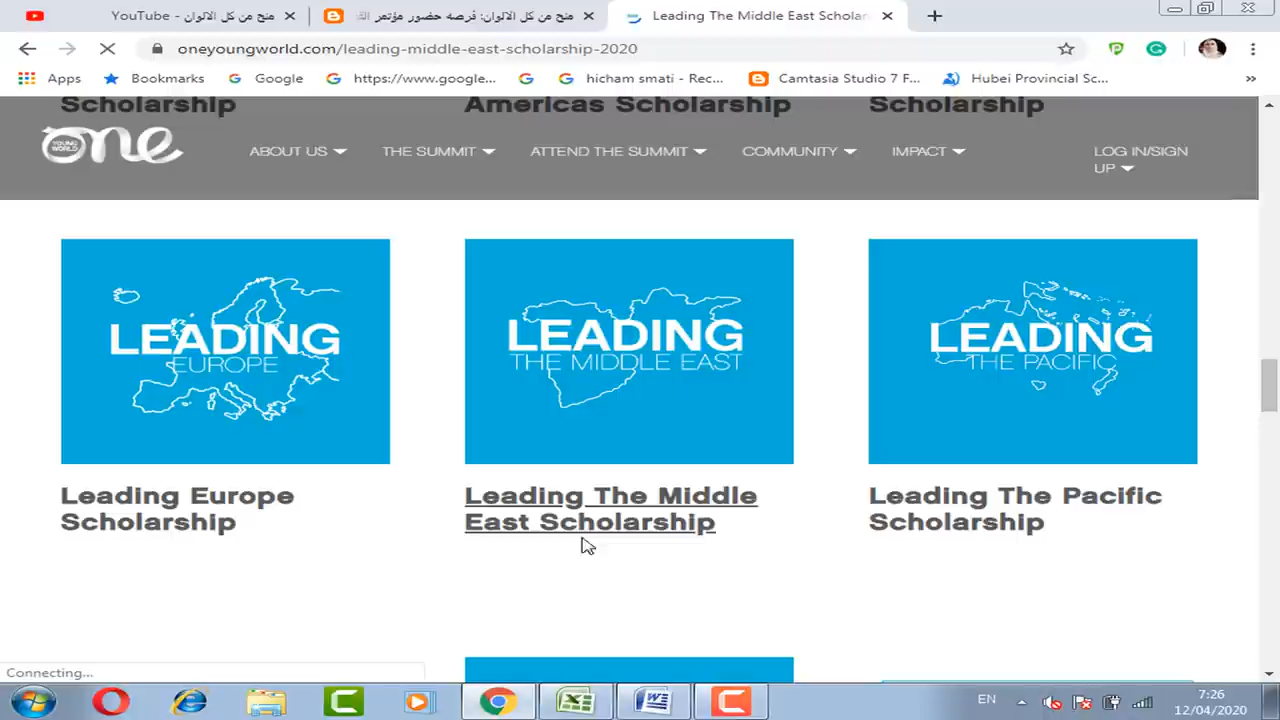 YouTube - منح من كل الالوان
منح من كل الالوان: فرصه حضور مؤتمر
Leading The Middle East Scholar
oneyoungworld.com/leading-middle-east-scholarship-2020
Apps
Bookmarks
Google
https://www.google...
hicham smati - Rec...
Camtasia Studio 7 F...
Hubei Provincial Sc...
»
Scholarship
Americas Scholarship
Scholarship
YOUNG WORLD
one
ABOUT US
THE SUMMIT
ATTEND THE SUMMIT
COMMUNITY
IMPACT
LOG IN/SIGN
UP
LEADING
EUROPE
LEADING
THE MIDDLE EAST
LEADING
THE PACIFIC
Leading Europe
Scholarship
Leading The Middle
East Scholarship
Leading The Pacific
Scholarship
Connecting...
EN
7:26
12/04/2020